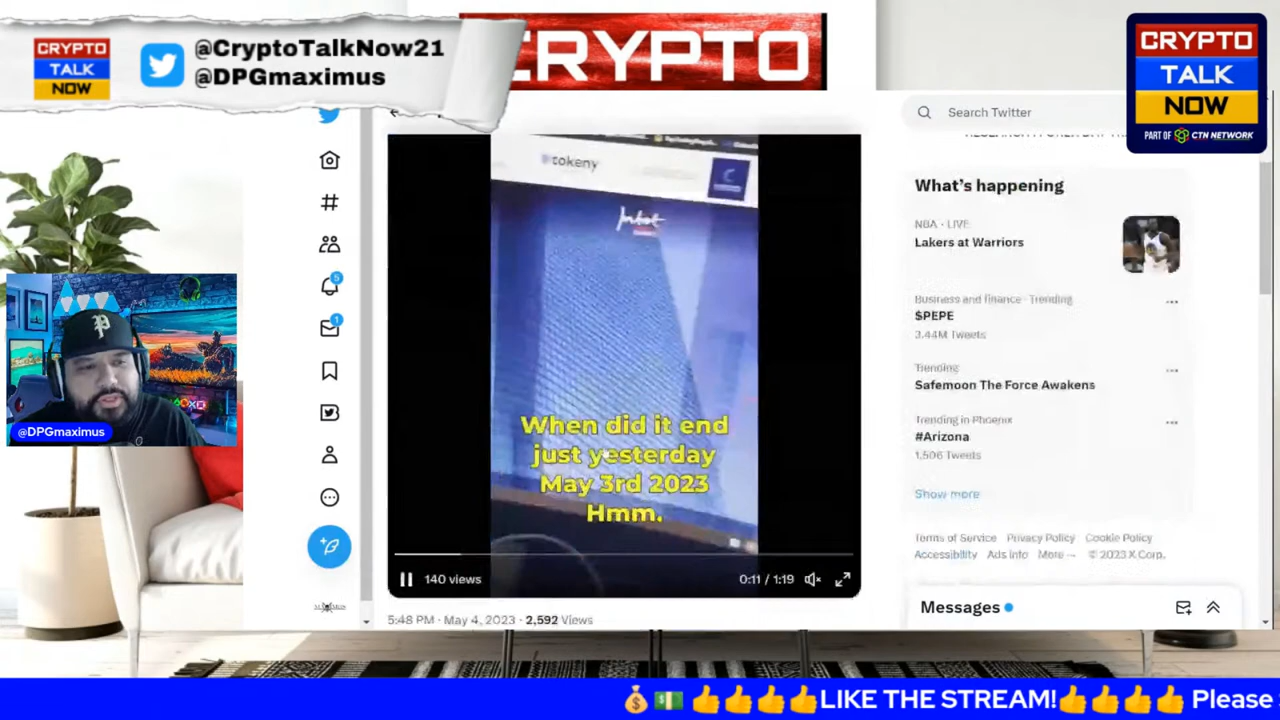 CRYPTO
TALK
NOW
@CryptoTalkNow21
@DPGmaximus
CRYPTO
CRYPTO
TALK
NOW
PART OF CTN NETWORK
Search Twitter
cokeny
What's happening
NBA · LIVE
Lakers at Warriors
Business and finance · Trending
$PEPE
3.44M Tweets
Trending
Safemoon The Force Awakens
Trending in Phoenix
#Arizona
1,506 Tweets
Show more
Terms of Service Privacy Policy Cookie Policy
Accessibility Ads info More ··· © 2023 X Corp.
Messages
5
1
P
@DPGmaximus
When did it end
just yesterday
May 3rd 2023
Hmm.
140 views
0:11 / 1:19
5:48 PM · May 4, 2023 · 2,592 Views
LIKE THE STREAM! Please